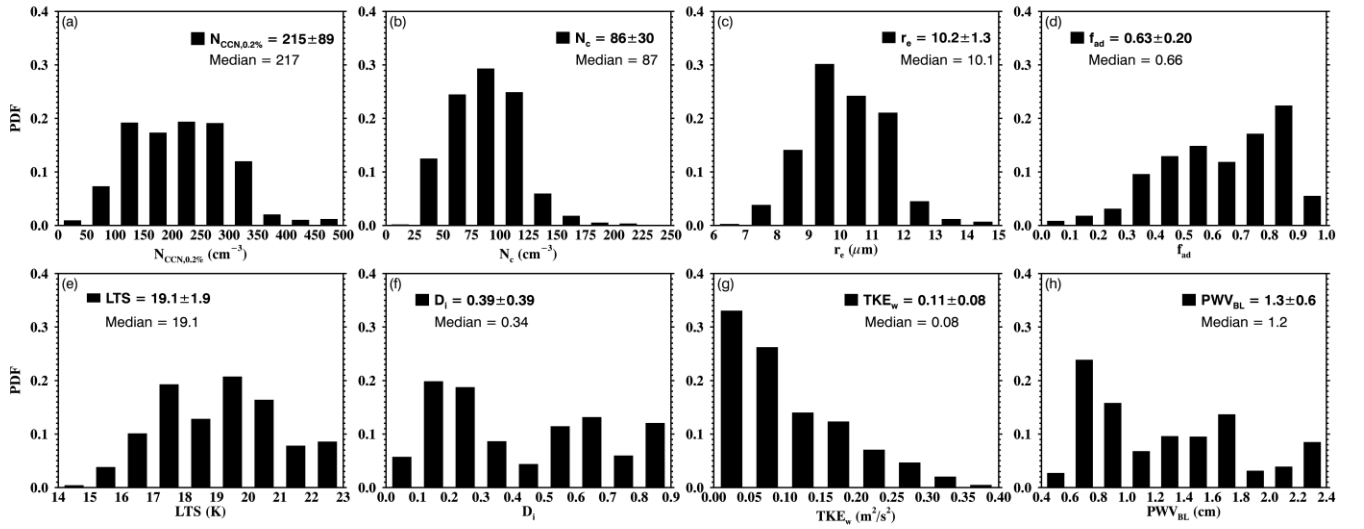 (a)
N_CCN,0.2% = 215±89
Median = 217
PDF
0.4
0.3
0.2
0.1
0.0
0 50 100 150 200 250 300 350 400 450 500
N_CCN,0.2% (cm⁻³)
(b)
N_c = 86±30
Median = 87
0.4
0.3
0.2
0.1
0.0
0 25 50 75 100 125 150 175 200 225 250
N_c (cm⁻³)
(c)
r_e = 10.2±1.3
Median = 10.1
0.4
0.3
0.2
0.1
0.0
6 7 8 9 10 11 12 13 14 15
r_e (μm)
(d)
f_ad = 0.63±0.20
Median = 0.66
0.4
0.3
0.2
0.1
0.0
0.0 0.1 0.2 0.3 0.4 0.5 0.6 0.7 0.8 0.9 1.0
f_ad
(e)
LTS = 19.1±1.9
Median = 19.1
PDF
0.4
0.3
0.2
0.1
0.0
14 15 16 17 18 19 20 21 22 23
LTS (K)
(f)
D_i = 0.39±0.39
Median = 0.34
0.4
0.3
0.2
0.1
0.0
0.0 0.1 0.2 0.3 0.4 0.5 0.6 0.7 0.8 0.9
D_i
(g)
TKE_w = 0.11±0.08
Median = 0.08
0.4
0.3
0.2
0.1
0.0
0.00 0.05 0.10 0.15 0.20 0.25 0.30 0.35 0.40
TKE_w (m²/s²)
(h)
PWV_BL = 1.3±0.6
Median = 1.2
0.4
0.3
0.2
0.1
0.0
0.4 0.6 0.8 1.0 1.2 1.4 1.6 1.8 2.0 2.2 2.4
PWV_BL (cm)